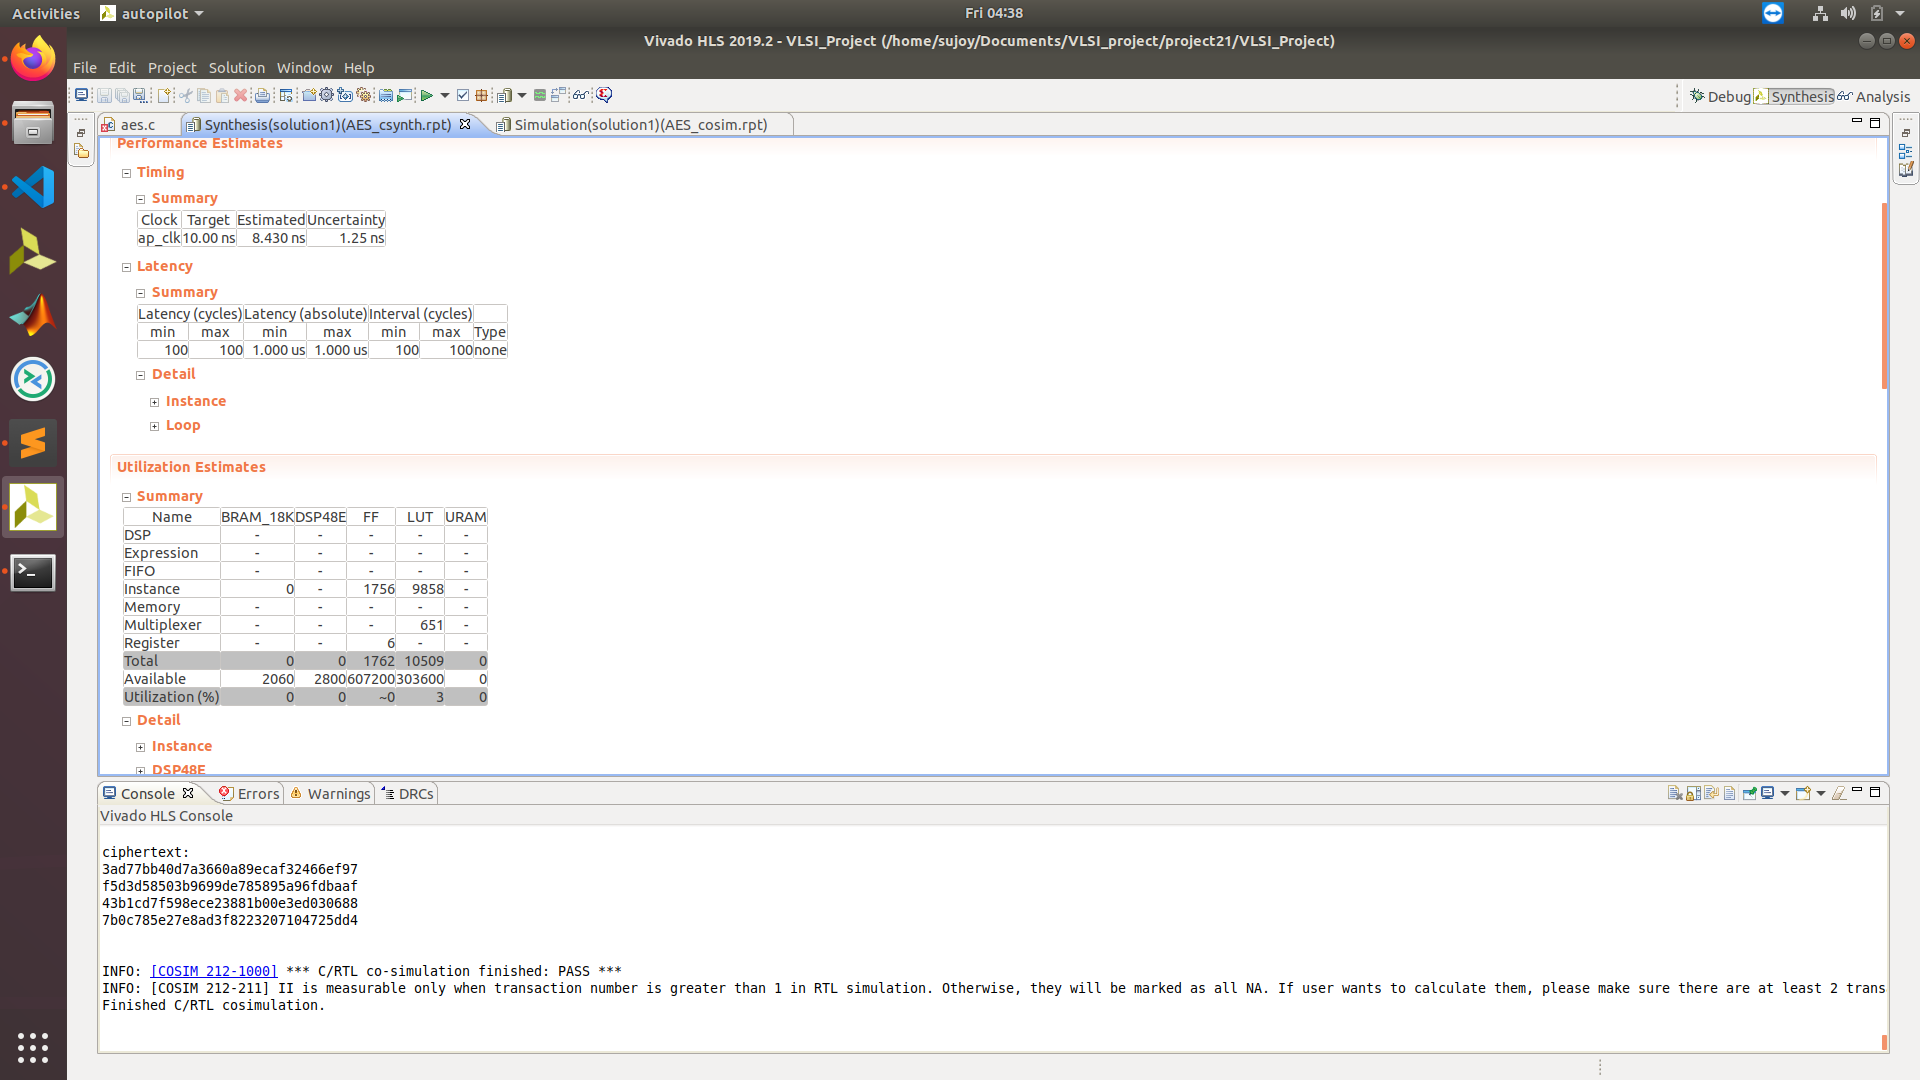 Activities autopilot Fri 04:38
Vivado HLS 2019.2 - VLSI_Project (/home/sujoy/Documents/VLSI_project/project21/VLSI_Project)
File Edit Project Solution Window Help
Debug Synthesis Analysis
aes.c Synthesis(solution1)(AES_csynth.rpt) Simulation(solution1)(AES_cosim.rpt)
Performance Estimates
Timing
Summary
Clock Target Estimated Uncertainty
ap_clk 10.00 ns 8.430 ns 1.25 ns
Latency
Summary
Latency (cycles) Latency (absolute) Interval (cycles)
min max min max min max Type
100 100 1.000 us 1.000 us 100 100 none
Detail
Instance
Loop
Utilization Estimates
Summary
Name BRAM_18K DSP48E FF LUT URAM
DSP - - - - -
Expression - - - - -
FIFO - - - - -
Instance 0 - 1756 9858 -
Memory - - - - -
Multiplexer - - - 651 -
Register - - 6 - -
Total 0 0 1762 10509 0
Available 2060 2800 607200 303600 0
Utilization (%) 0 0 ~0 3 0
Detail
Instance
DSP48E
Console Errors Warnings DRCs
Vivado HLS Console
ciphertext:
3ad77bb40d7a3660a89ecaf32466ef97
f5d3d58503b9699de785895a96fdbaaf
43b1cd7f598ece23881b00e3ed030688
7b0c785e27e8ad3f8223207104725dd4
INFO: [COSIM 212-1000] *** C/RTL co-simulation finished: PASS ***
INFO: [COSIM 212-211] II is measurable only when transaction number is greater than 1 in RTL simulation. Otherwise, they will be marked as all NA. If user wants to calculate them, please make sure there are at least 2 trans
Finished C/RTL cosimulation.